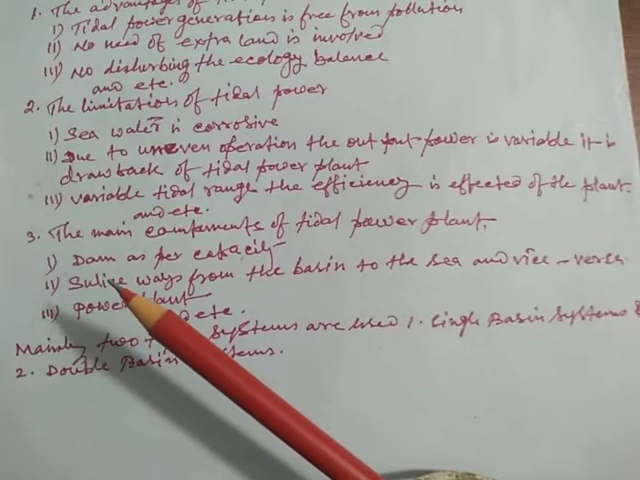 1. The advantages of
i) Tidal power generation is free from pollution
ii) No need of extra land is involved
iii) No disturbing the ecology balance
and etc.
2. The limitations of tidal power
i) Sea water is corrosive
ii) Due to uneven operation the out put power is variable it is
drawback of tidal power plant
iii) variable tidal range the efficiency is effected of the plant.
and etc.
3. The main components of tidal power plant.
i) Dam as per capacity
ii) Sulice ways from the basin to the sea and vice - versa
iii) power plant
etc.
Mainly two systems are used 1. Single Basin Systems &
2. Double Basin